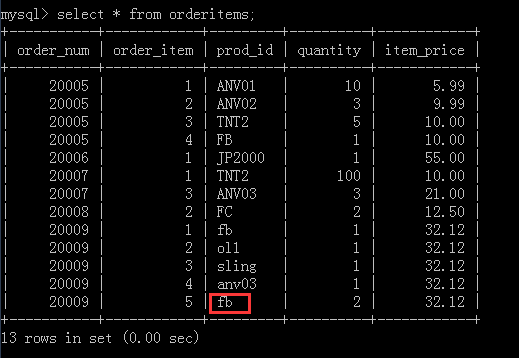 mysql> select * from orderitems;
+-----------+------------+---------+----------+------------+
| order_num | order_item | prod_id | quantity | item_price |
+-----------+------------+---------+----------+------------+
|     20005 |          1 | ANV01   |       10 |       5.99 |
|     20005 |          2 | ANV02   |        3 |       9.99 |
|     20005 |          3 | TNT2    |        5 |      10.00 |
|     20005 |          4 | FB      |        1 |      10.00 |
|     20006 |          1 | JP2000  |        1 |      55.00 |
|     20007 |          1 | TNT2    |      100 |      10.00 |
|     20007 |          3 | ANV03   |        3 |      21.00 |
|     20008 |          2 | FC      |        2 |      12.50 |
|     20009 |          1 | fb      |        1 |      32.12 |
|     20009 |          2 | ol1     |        1 |      32.12 |
|     20009 |          3 | sling   |        1 |      32.12 |
|     20009 |          4 | anv03   |        1 |      32.12 |
|     20009 |          5 | fb      |        2 |      32.12 |
+-----------+------------+---------+----------+------------+
13 rows in set (0.00 sec)